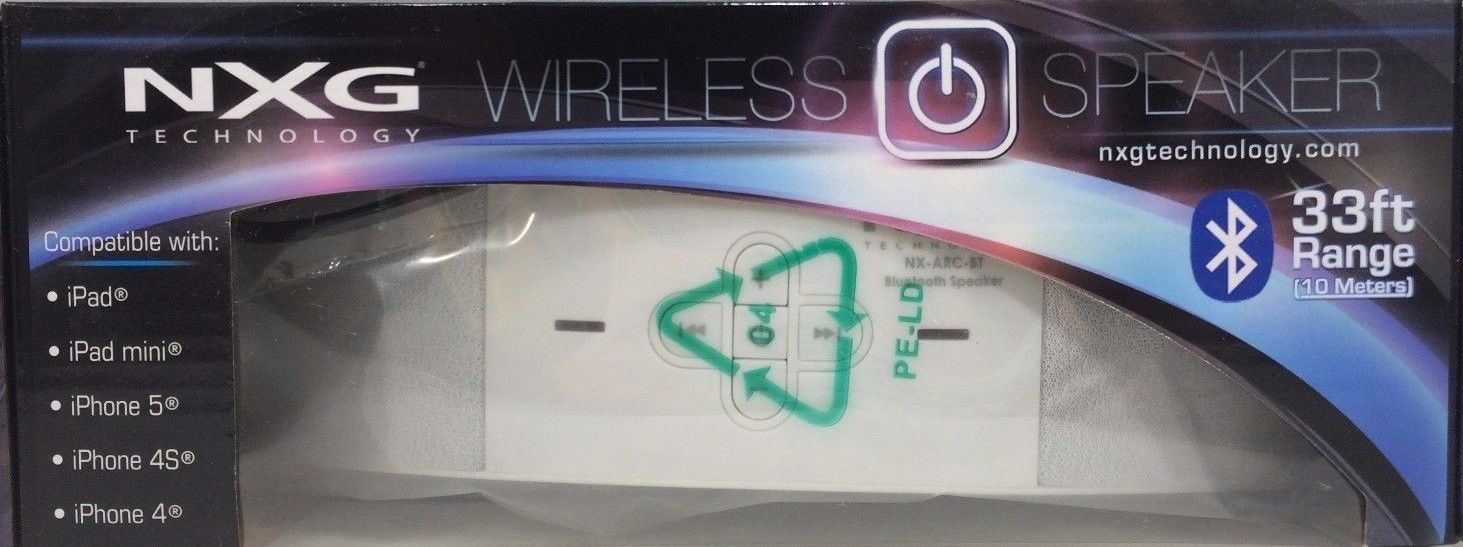 NXG
TECHNOLOGY
WIRELESS SPEAKER
nxgtechnology.com
33ft
Range
(10 Meters)
Compatible with:
• iPad®
• iPad mini®
• iPhone 5®
• iPhone 4S®
• iPhone 4®
NX-ARC-BT
Bluetooth Speaker
04
PE-LD